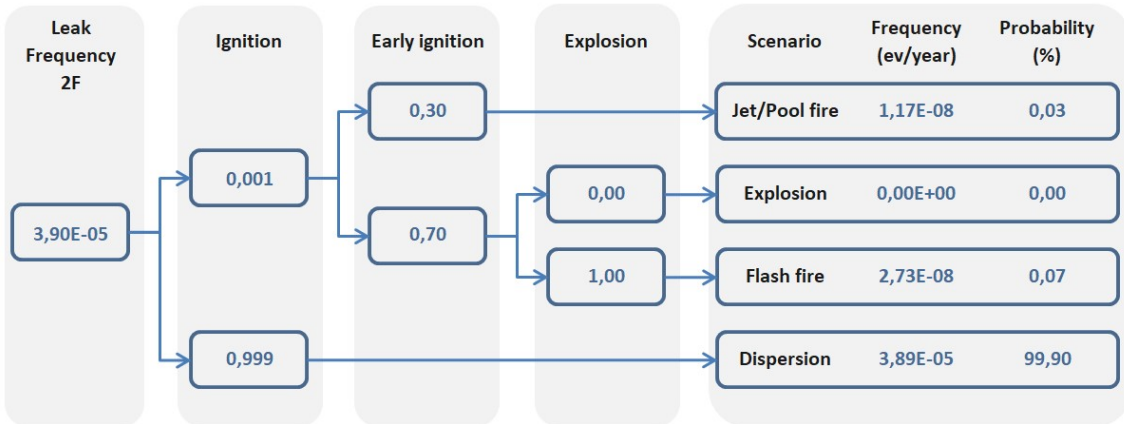 Leak
Frequency
2F
Ignition
Early ignition
Explosion
Scenario
Frequency
(ev/year)
Probability
(%)
0,30
Jet/Pool fire 1,17E-08 0,03
0,001
0,00
Explosion 0,00E+00 0,00
3,90E-05
0,70
1,00
Flash fire 2,73E-08 0,07
0,999
Dispersion 3,89E-05 99,90